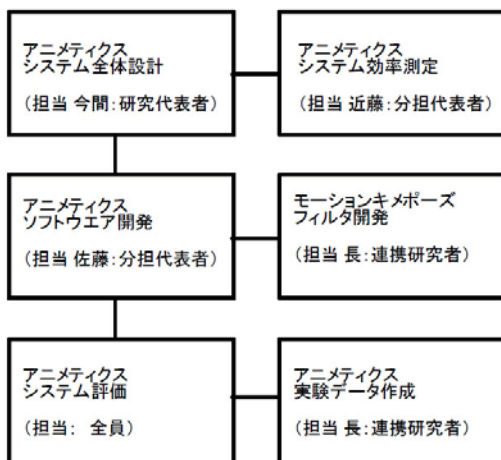 アニメティクス
システム全体設計
(担当 今間:研究代表者)
アニメティクス
システム効率測定
(担当 近藤:分担代表者)
アニメティクス
ソフトウエア開発
(担当 佐藤:分担代表者)
モーションキメポーズ
フィルタ開発
(担当 長:連携研究者)
アニメティクス
システム評価
(担当: 全員)
アニメティクス
実験データ作成
(担当 長:連携研究者)